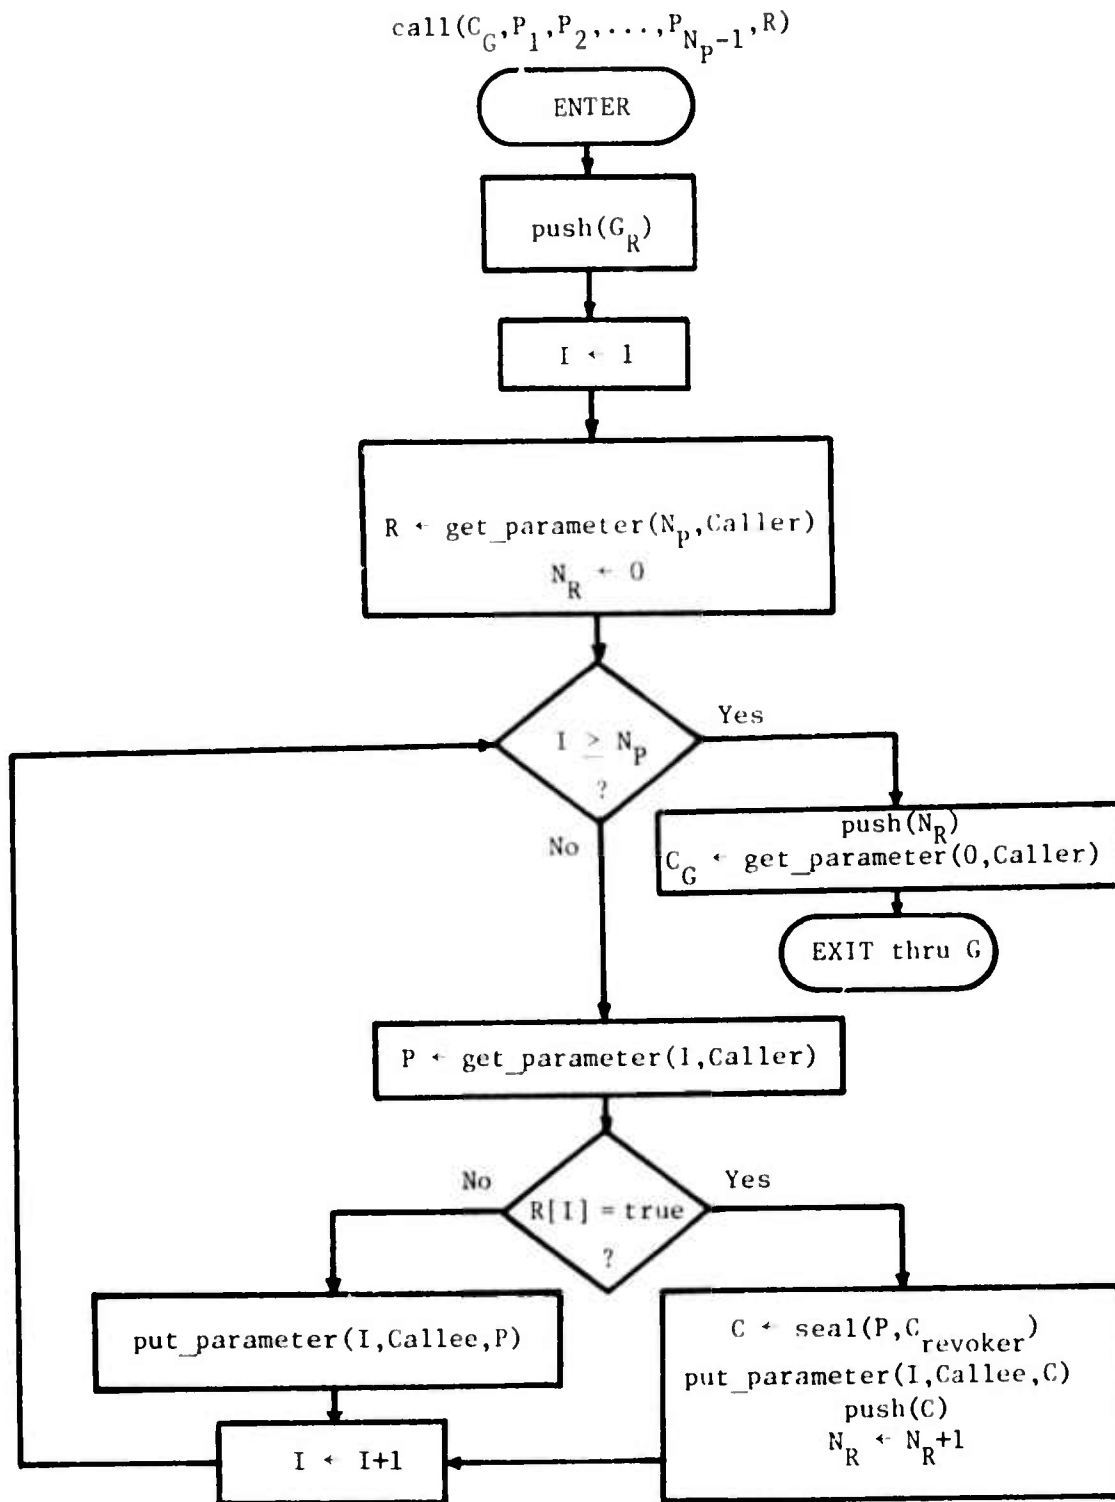 call(C_G,P_1,P_2,...,P_{N_P-1},R)
ENTER
push(G_R)
I ← 1
R ← get_parameter(N_P,Caller)
N_R ← 0
I ≥ N_P
?
Yes
No
push(N_R)
C_G ← get_parameter(0,Caller)
EXIT thru G
P ← get_parameter(I,Caller)
R[I] = true
?
No
Yes
put_parameter(I,Callee,P)
C ← seal(P,C_revoker)
put_parameter(I,Callee,C)
push(C)
N_R ← N_R+1
I ← I+1